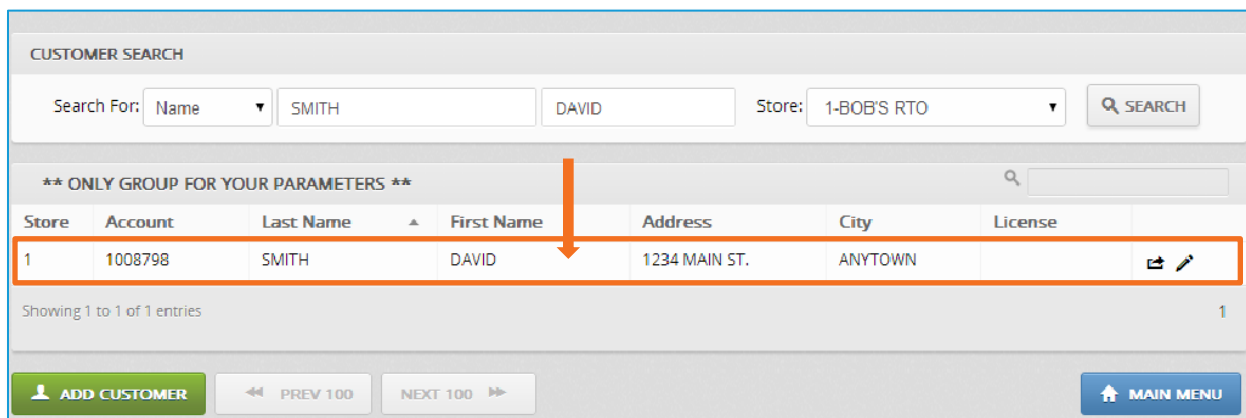 CUSTOMER SEARCH
Search For: Name SMITH DAVID Store: 1-BOB'S RTO SEARCH
** ONLY GROUP FOR YOUR PARAMETERS **
Store Account Last Name First Name Address City License
1 1008798 SMITH DAVID 1234 MAIN ST. ANYTOWN
Showing 1 to 1 of 1 entries 1
ADD CUSTOMER PREV 100 NEXT 100 MAIN MENU